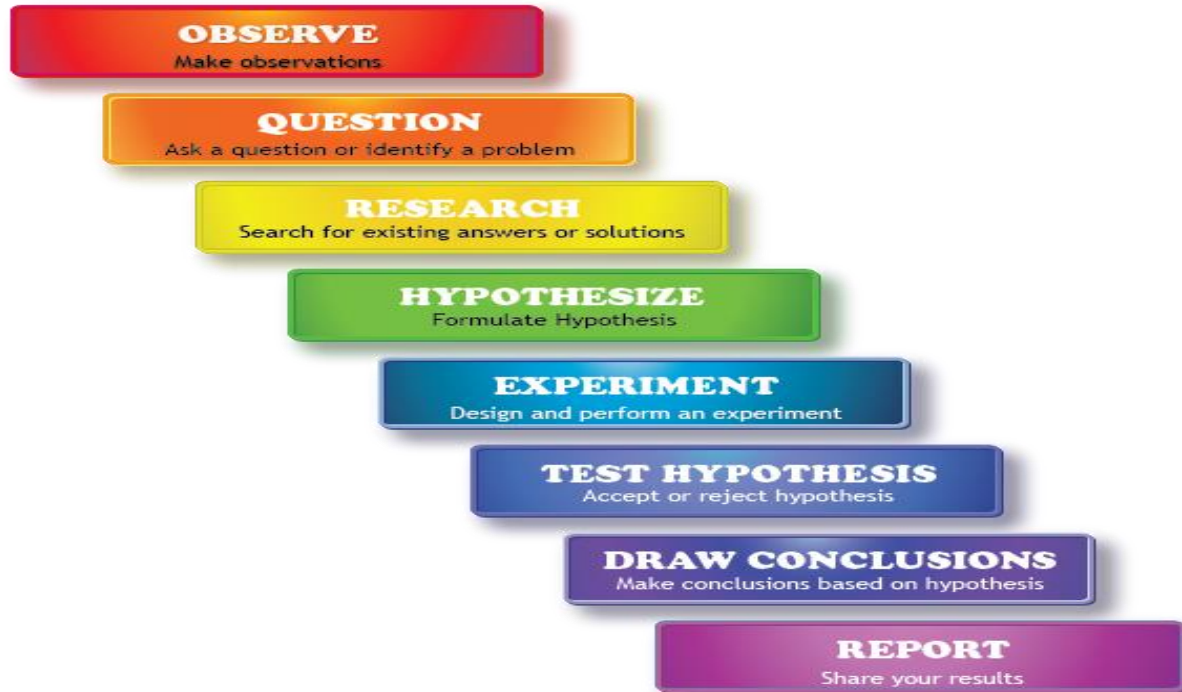 OBSERVE
Make observations
QUESTION
Ask a question or identify a problem
RESEARCH
Search for existing answers or solutions
HYPOTHESIZE
Formulate Hypothesis
EXPERIMENT
Design and perform an experiment
TEST HYPOTHESIS
Accept or reject hypothesis
DRAW CONCLUSIONS
Make conclusions based on hypothesis
REPORT
Share your results